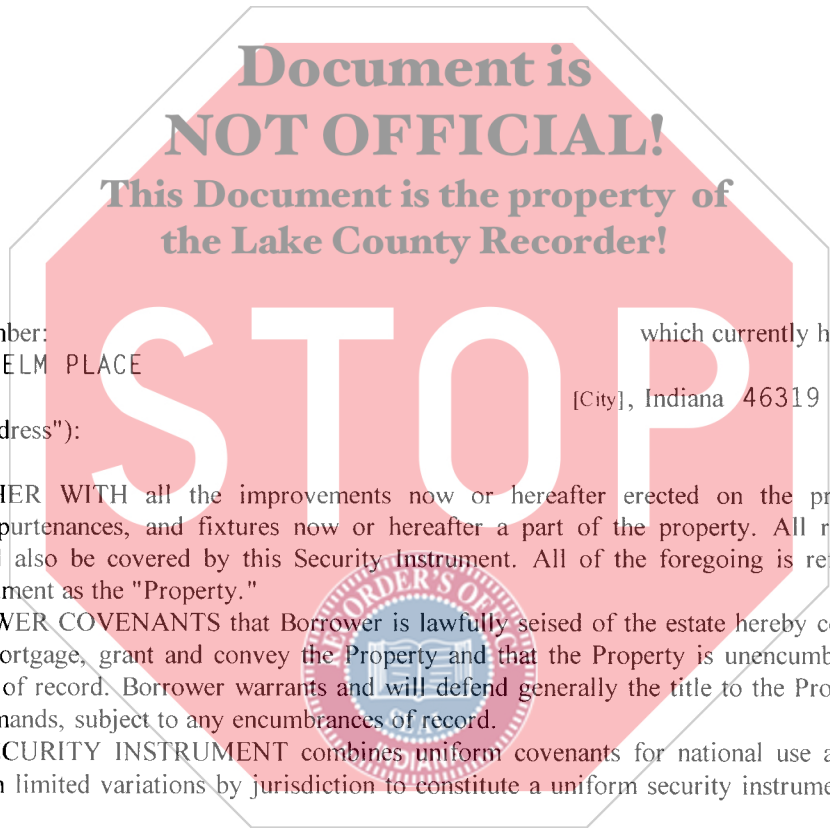 Document is
NOT OFFICIAL!
This Document is the property of
the Lake County Recorder!
STOP
mber: which currently h
ELM PLACE
[City], Indiana 46319
dress"):
HER WITH all the improvements now or hereafter erected on the pr
purtenances, and fixtures now or hereafter a part of the property. All r
also be covered by this Security Instrument. All of the foregoing is re
ment as the "Property."
WER COVENANTS that Borrower is lawfully seised of the estate hereby c
ortgage, grant and convey the Property and that the Property is unencumb
of record. Borrower warrants and will defend generally the title to the Pro
mands, subject to any encumbrances of record.
CURITY INSTRUMENT combines uniform covenants for national use a
limited variations by jurisdiction to constitute a uniform security instrume
RECORDER'S OFFICE
SEAL
INDIANA